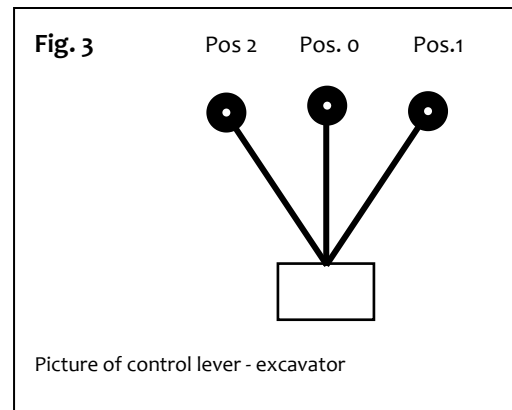 Fig. 3 Pos 2 Pos. 0 Pos.1
Picture of control lever - excavator